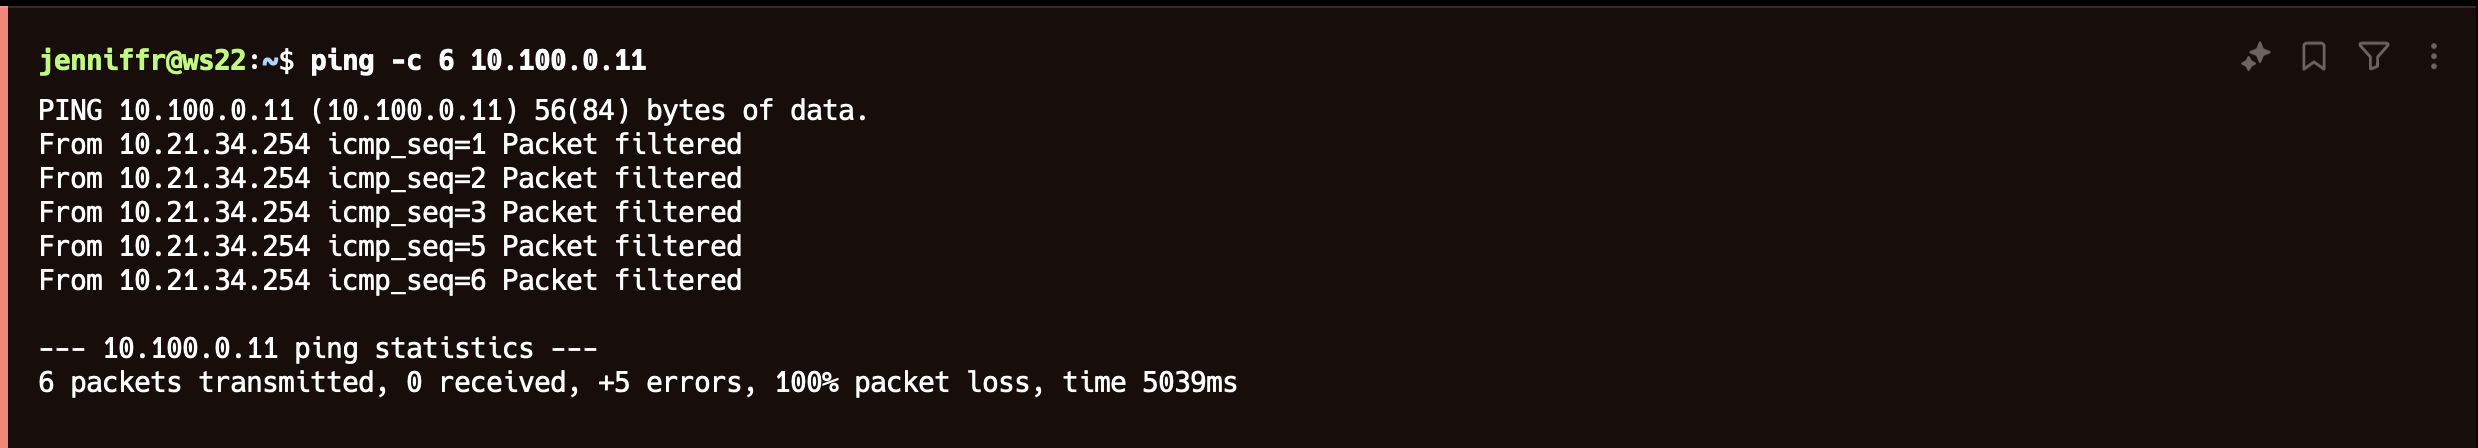 jenniffr@ws22:~$ ping -c 6 10.100.0.11
PING 10.100.0.11 (10.100.0.11) 56(84) bytes of data.
From 10.21.34.254 icmp_seq=1 Packet filtered
From 10.21.34.254 icmp_seq=2 Packet filtered
From 10.21.34.254 icmp_seq=3 Packet filtered
From 10.21.34.254 icmp_seq=5 Packet filtered
From 10.21.34.254 icmp_seq=6 Packet filtered
--- 10.100.0.11 ping statistics ---
6 packets transmitted, 0 received, +5 errors, 100% packet loss, time 5039ms